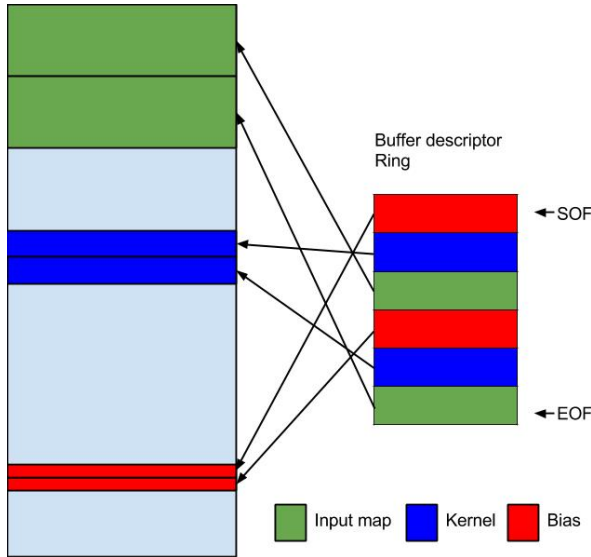 Buffer descriptor
Ring
SOF
EOF
Input map
Kernel
Bias